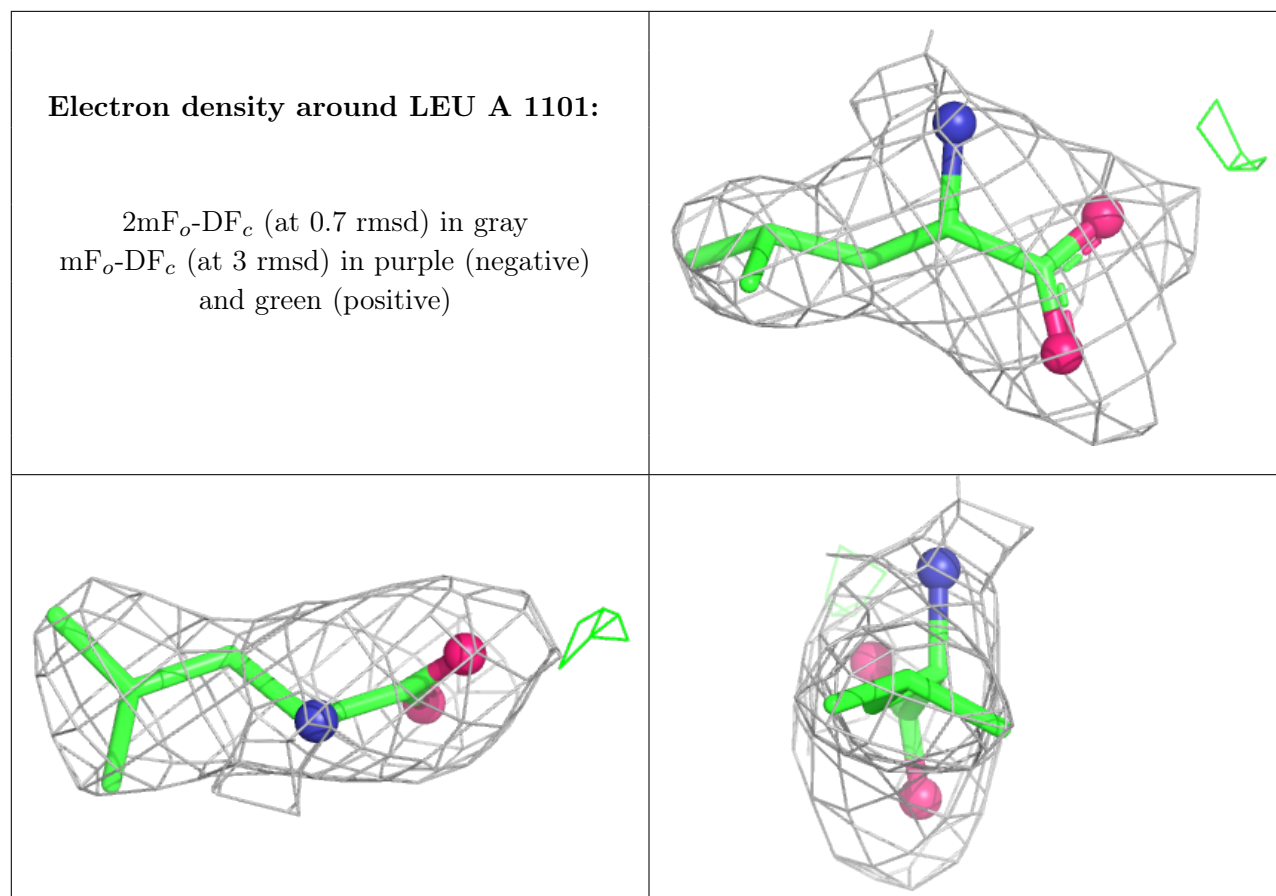 Electron density around LEU A 1101:
2mFo-DFc (at 0.7 rmsd) in gray
mFo-DFc (at 3 rmsd) in purple (negative)
and green (positive)